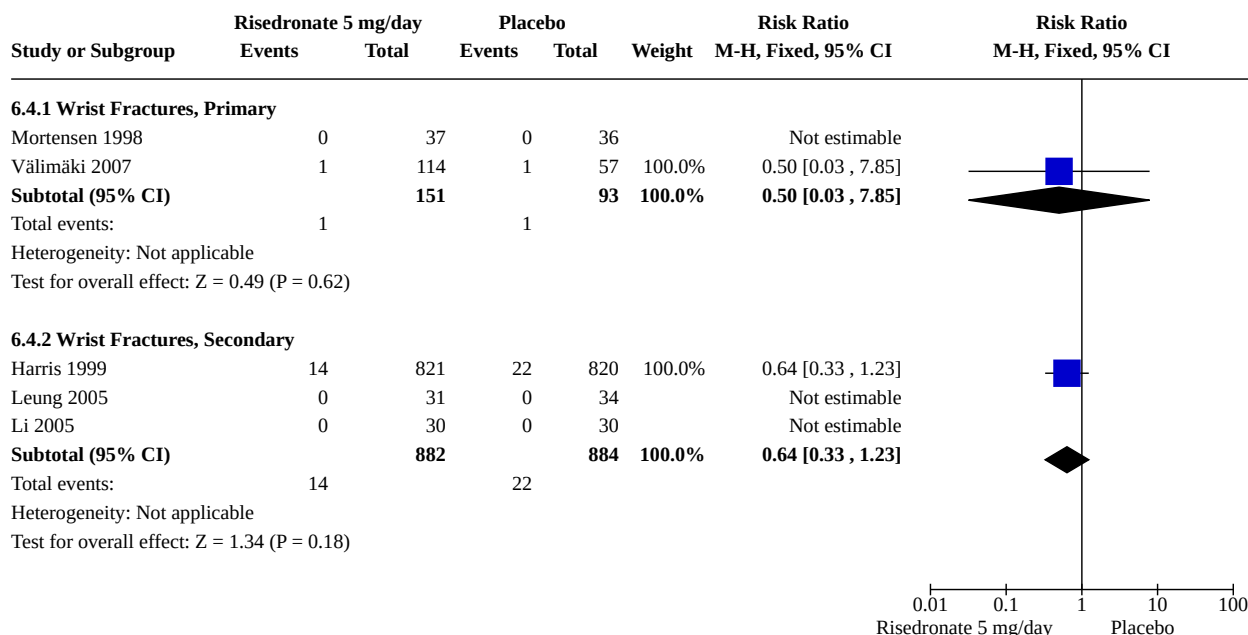 Risedronate 5 mg/day Placebo Risk Ratio Risk Ratio
Study or Subgroup Events Total Events Total Weight M-H, Fixed, 95% CI M-H, Fixed, 95% CI
6.4.1 Wrist Fractures, Primary
Mortensen 1998 0 37 0 36 Not estimable
Välimäki 2007 1 114 1 57 100.0% 0.50 [0.03 , 7.85]
Subtotal (95% CI) 151 93 100.0% 0.50 [0.03 , 7.85]
Total events: 1 1
Heterogeneity: Not applicable
Test for overall effect: Z = 0.49 (P = 0.62)
6.4.2 Wrist Fractures, Secondary
Harris 1999 14 821 22 820 100.0% 0.64 [0.33 , 1.23]
Leung 2005 0 31 0 34 Not estimable
Li 2005 0 30 0 30 Not estimable
Subtotal (95% CI) 882 884 100.0% 0.64 [0.33 , 1.23]
Total events: 14 22
Heterogeneity: Not applicable
Test for overall effect: Z = 1.34 (P = 0.18)
0.01 0.1 1 10 100
Risedronate 5 mg/day Placebo